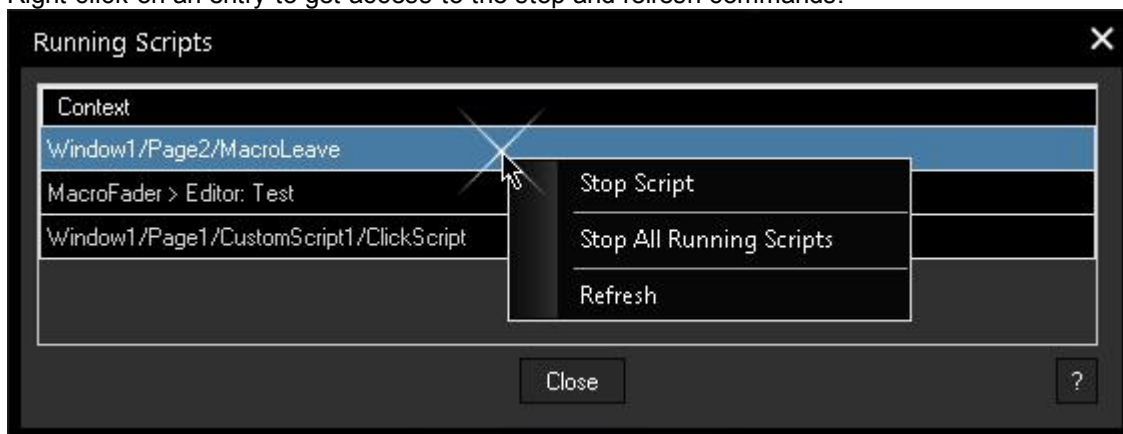 Right click on an entry to get access to the stop and refresh commands.
Running Scripts
Context
Window1/Page2/MacroLeave
MacroFader > Editor: Test
Window1/Page1/CustomScript1/ClickScript
Stop Script
Stop All Running Scripts
Refresh
Close
?